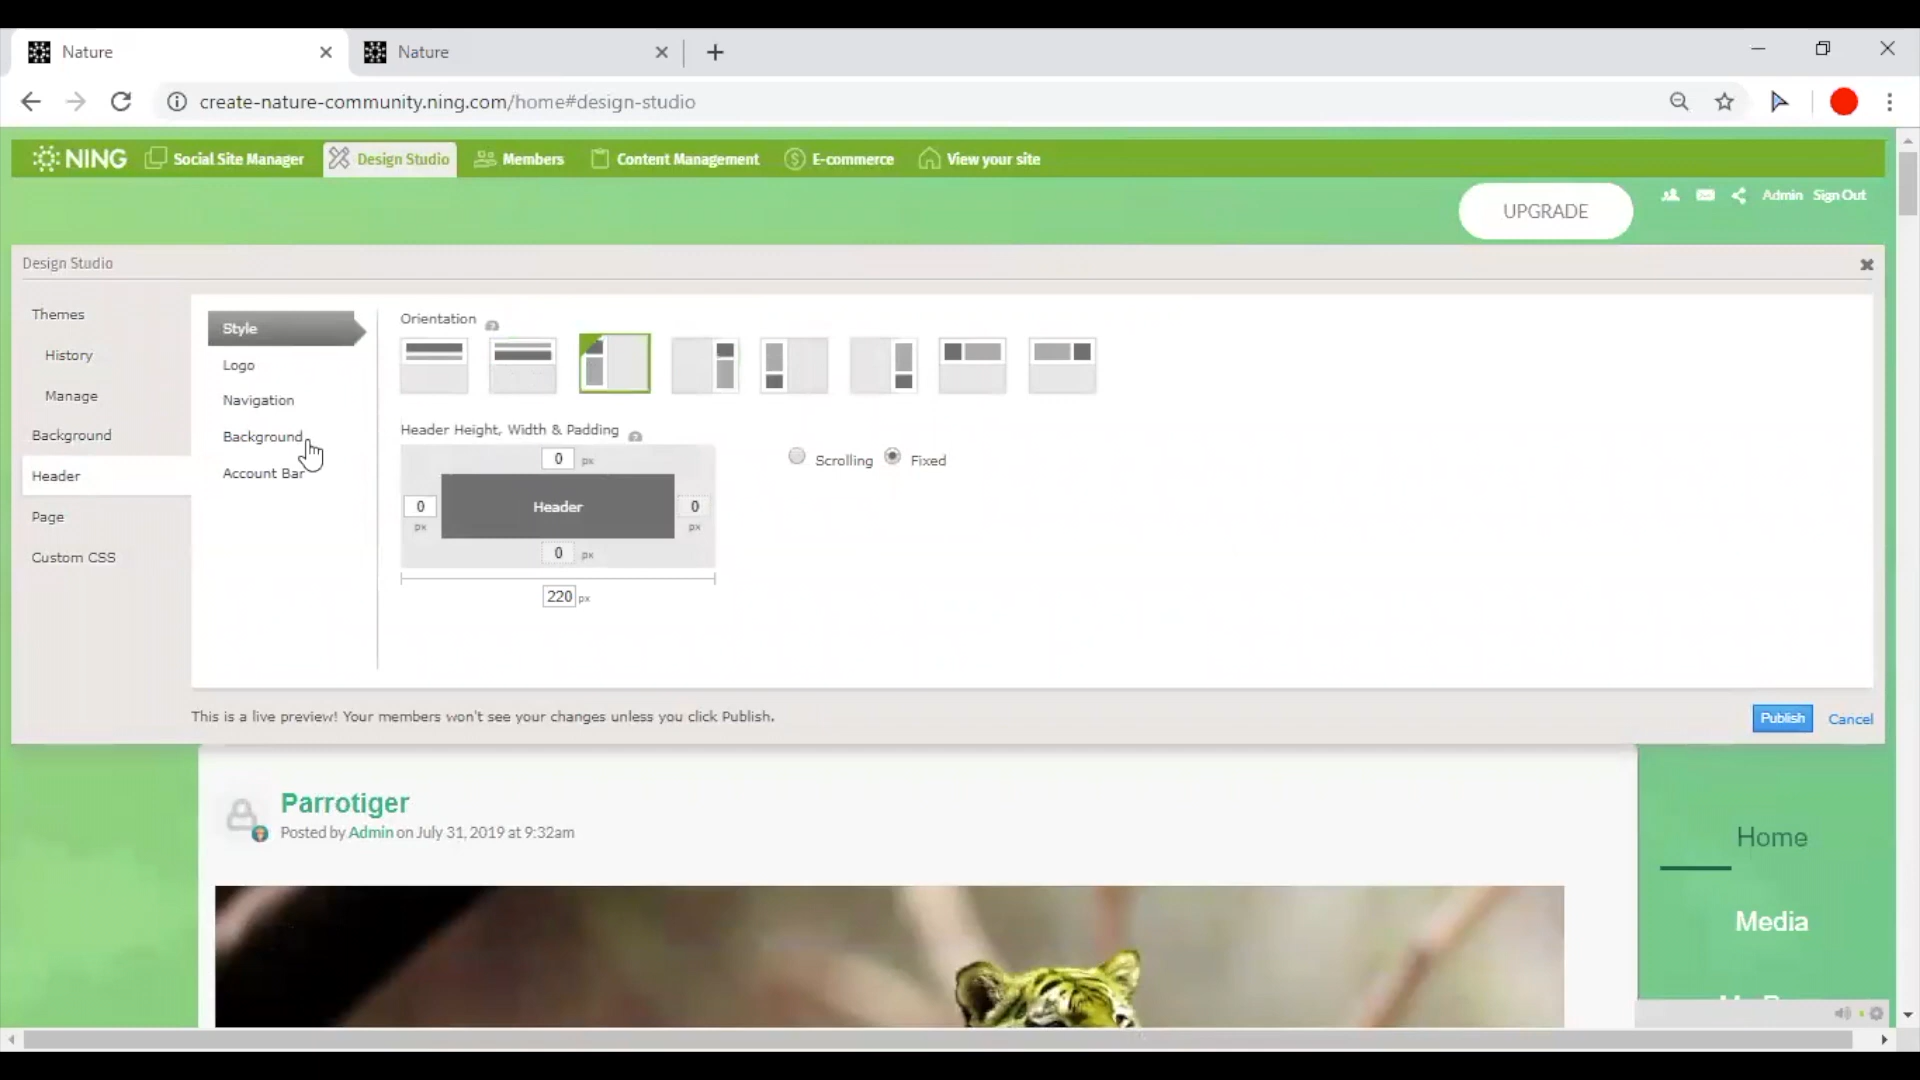 Nature
Nature
create-nature-community.ning.com/home#design-studio
NING
Social Site Manager
Design Studio
Members
Content Management
E-commerce
View your site
UPGRADE
Admin
Sign Out
Design Studio
Themes
History
Manage
Background
Header
Page
Custom CSS
Style
Logo
Navigation
Background
Account Bar
Orientation
Header Height, Width & Padding
0 px
0
px
Header
0
px
0 px
220 px
Scrolling
Fixed
This is a live preview! Your members won't see your changes unless you click Publish.
Publish
Cancel
Parrotiger
Posted by Admin on July 31, 2019 at 9:32am
Home
Media